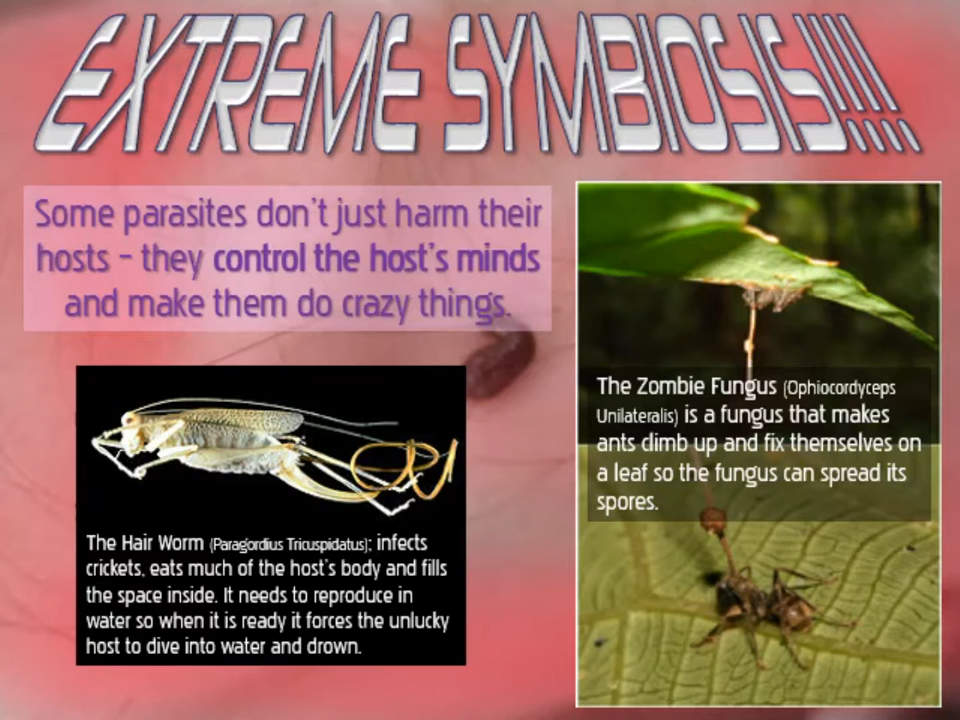 EXTREME SYMBIOSIS!!!!
Some parasites don't just harm their
hosts - they control the host's minds
and make them do crazy things.
The Hair Worm (Paragordius Tricuspidatus): infects
crickets, eats much of the host's body and fills
the space inside. It needs to reproduce in
water so when it is ready it forces the unlucky
host to dive into water and drown.
The Zombie Fungus (Ophiocordyceps
Unilateralis) is a fungus that makes
ants climb up and fix themselves on
a leaf so the fungus can spread its
spores.